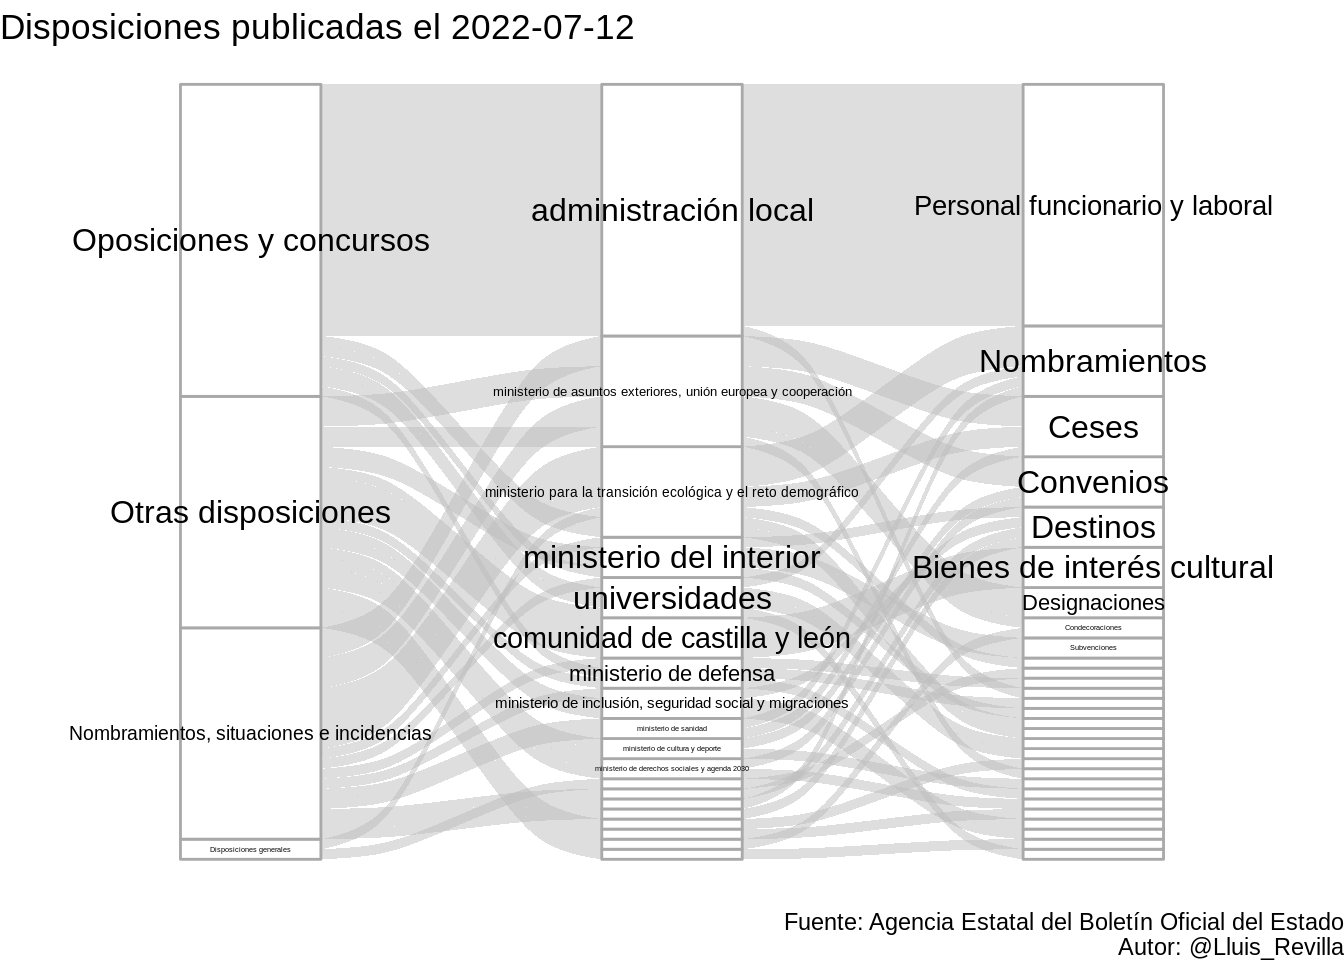 Disposiciones publicadas el 2022-07-12
Oposiciones y concursos
Otras disposiciones
Nombramientos, situaciones e incidencias
Disposiciones generales
administración local
ministerio de asuntos exteriores, unión europea y cooperación
ministerio para la transición ecológica y el reto demográfico
ministerio del interior
universidades
comunidad de castilla y león
ministerio de defensa
ministerio de inclusión, seguridad social y migraciones
ministerio de sanidad
ministerio de cultura y deporte
ministerio de derechos sociales y agenda 2030
Personal funcionario y laboral
Nombramientos
Ceses
Convenios
Destinos
Bienes de interés cultural
Designaciones
Condecoraciones
Subvenciones
Fuente: Agencia Estatal del Boletín Oficial del Estado
Autor: @Lluis_Revilla